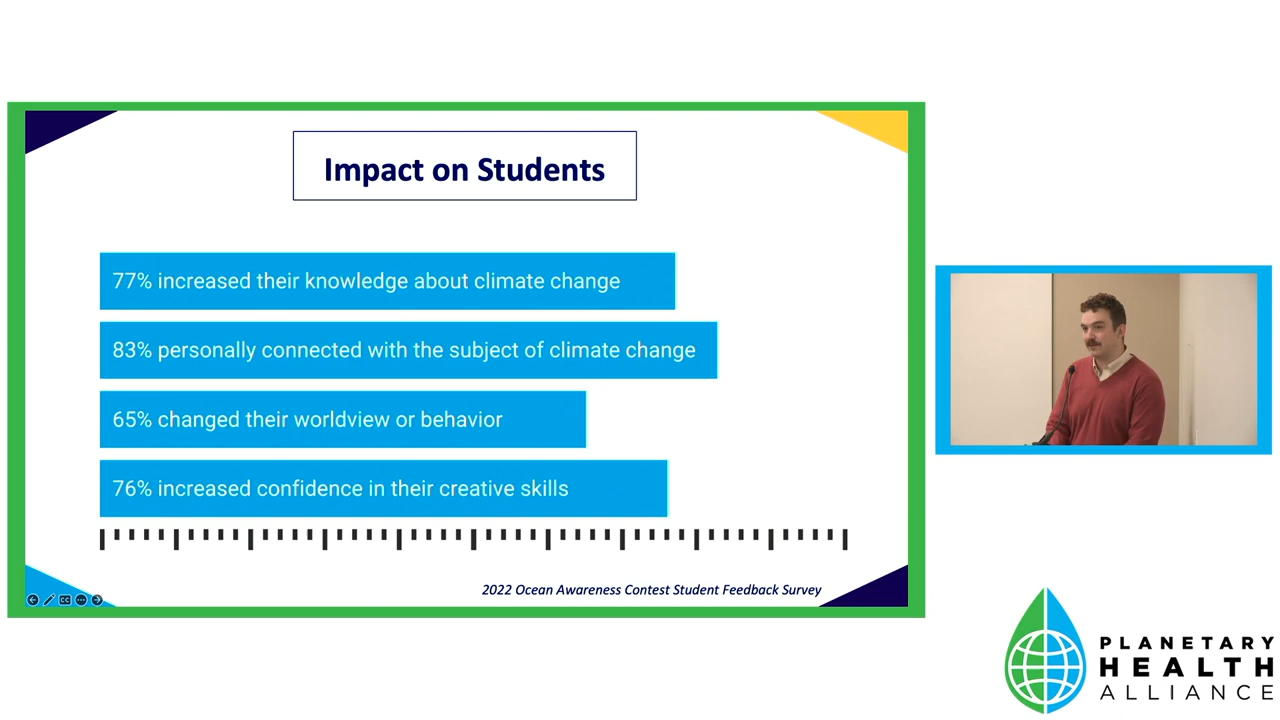 Impact on Students
77% increased their knowledge about climate change
83% personally connected with the subject of climate change
65% changed their worldview or behavior
76% increased confidence in their creative skills
2022 Ocean Awareness Contest Student Feedback Survey
CC
PLANETARY
HEALTH
ALLIANCE